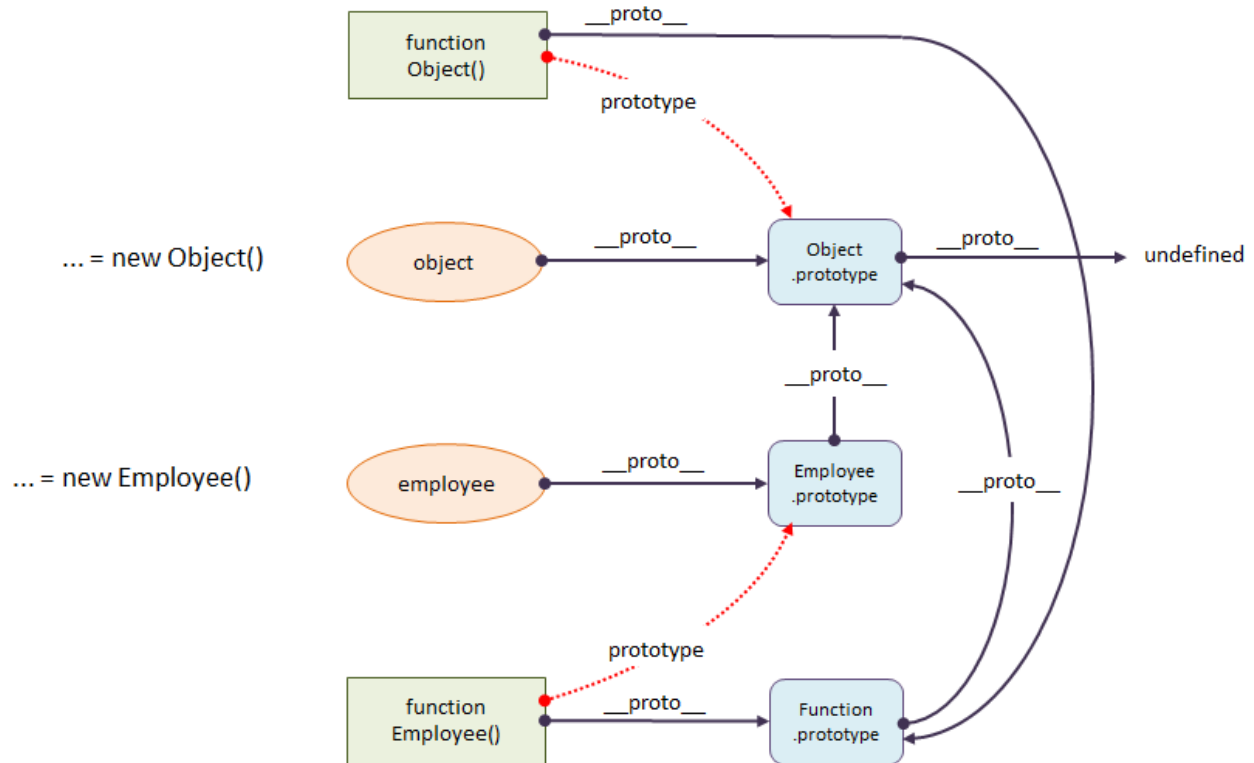 __proto__
function
Object()
prototype
... = new Object()
object
__proto__
Object
.prototype
__proto__
undefined
__proto__
... = new Employee()
employee
__proto__
Employee
.prototype
__proto__
prototype
function
Employee()
__proto__
Function
.prototype